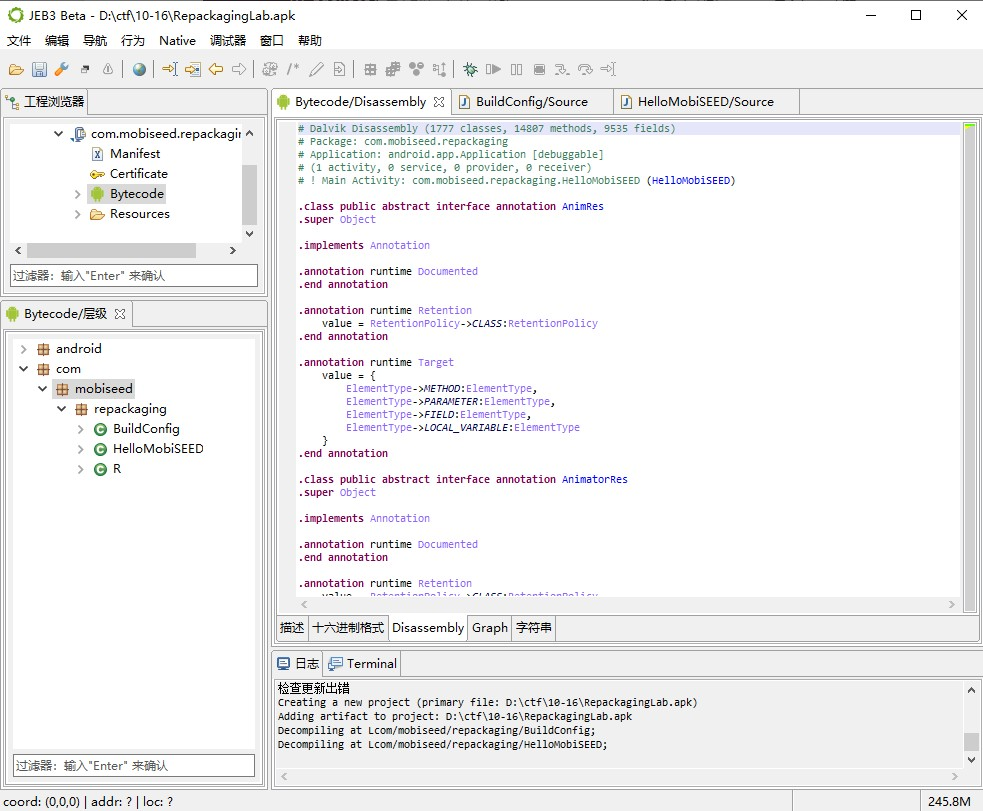 JEB3 Beta - D:\ctf\10-16\RepackagingLab.apk
文件 编辑 导航 行为 Native 调试器 窗口 帮助
工程浏览器
com.mobiseed.repackagir
Manifest
Certificate
Bytecode
Resources
过滤器：输入"Enter" 来确认
Bytecode/层级
android
com
mobiseed
repackaging
BuildConfig
HelloMobiSEED
R
过滤器：输入"Enter" 来确认
Bytecode/Disassembly BuildConfig/Source HelloMobiSEED/Source
# Dalvik Disassembly (1777 classes, 14807 methods, 9535 fields)
# Package: com.mobiseed.repackaging
# Application: android.app.Application [debuggable]
# (1 activity, 0 service, 0 provider, 0 receiver)
# ! Main Activity: com.mobiseed.repackaging.HelloMobiSEED (HelloMobiSEED)
.class public abstract interface annotation AnimRes
.super Object
.implements Annotation
.annotation runtime Documented
.end annotation
.annotation runtime Retention
value = RetentionPolicy->CLASS:RetentionPolicy
.end annotation
.annotation runtime Target
value = {
ElementType->METHOD:ElementType,
ElementType->PARAMETER:ElementType,
ElementType->FIELD:ElementType,
ElementType->LOCAL_VARIABLE:ElementType
}
.end annotation
.class public abstract interface annotation AnimatorRes
.super Object
.implements Annotation
.annotation runtime Documented
.end annotation
.annotation runtime Retention
value = RetentionPolicy->CLASS:RetentionPolicy
描述 十六进制格式 Disassembly Graph 字符串
日志 Terminal
检查更新出错
Creating a new project (primary file: D:\ctf\10-16\RepackagingLab.apk)
Adding artifact to project: D:\ctf\10-16\RepackagingLab.apk
Decompiling at Lcom/mobiseed/repackaging/BuildConfig;
Decompiling at Lcom/mobiseed/repackaging/HelloMobiSEED;
coord: (0,0,0) | addr: ? | loc: ? 245.8M